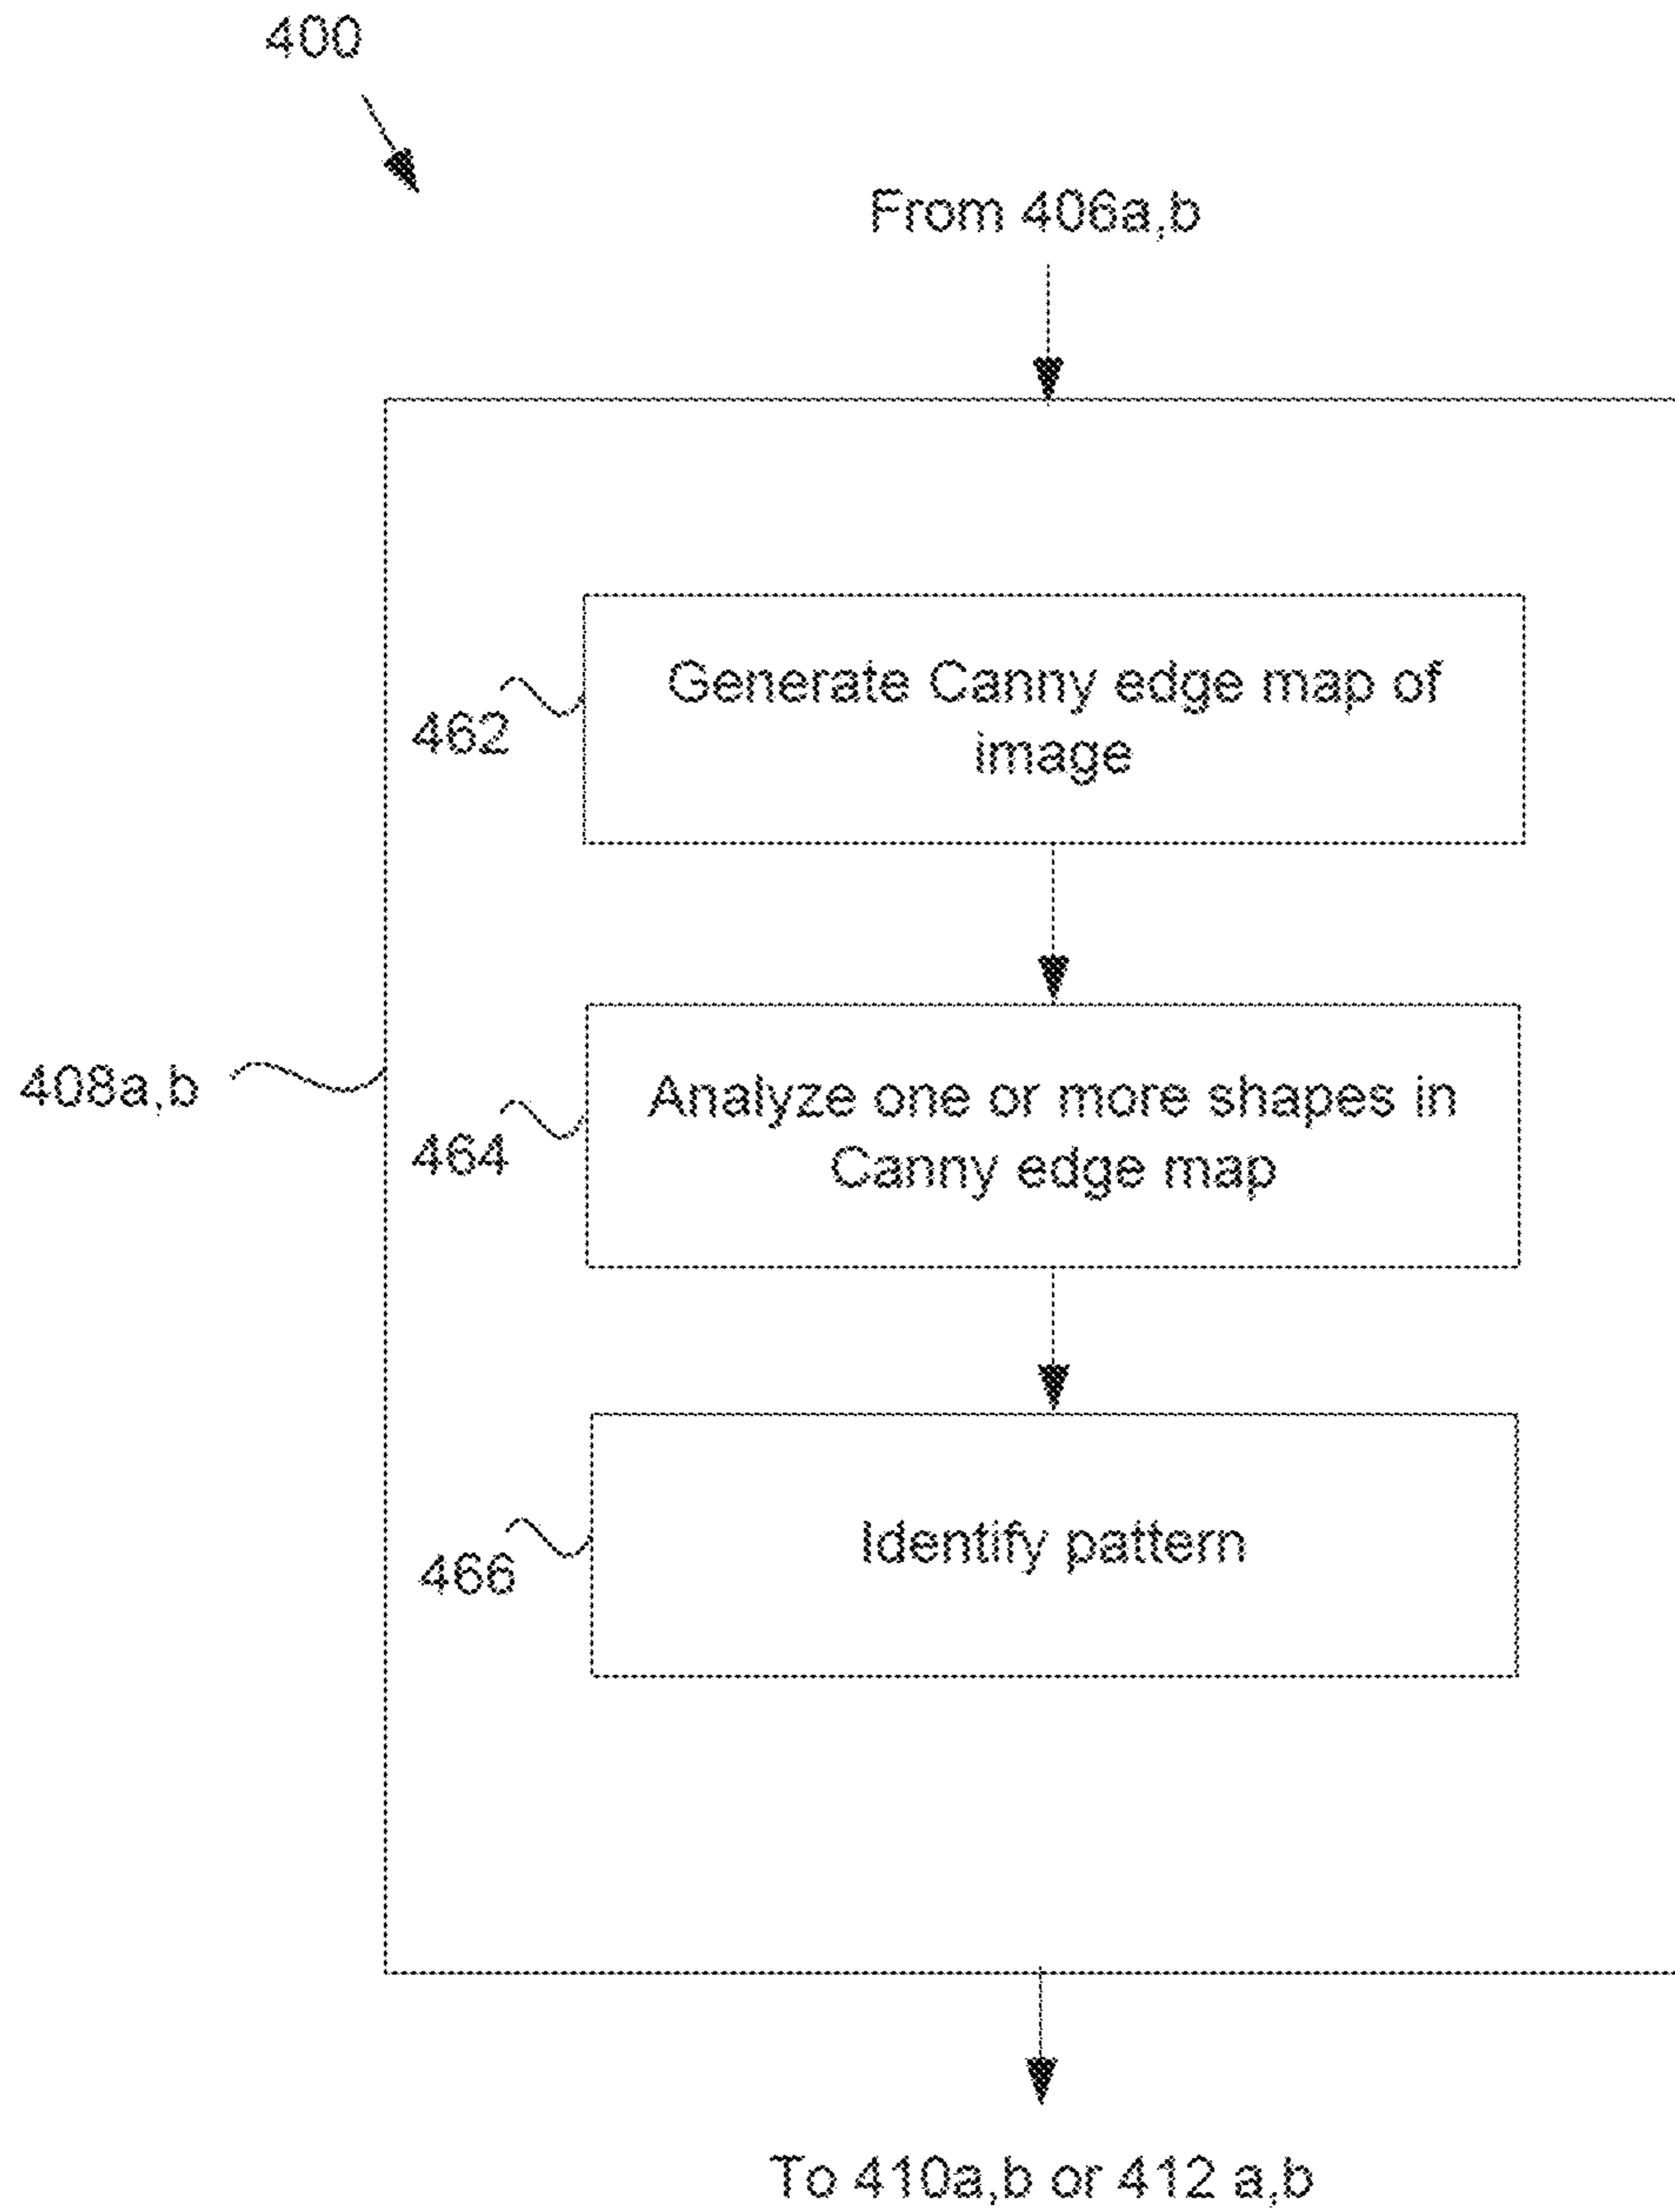 400
From 406a,b
Generate Canny edge map of
image
462
408a,b
Analyze one or more shapes in
Canny edge map
464
Identify pattern
466
To 410a,b or 412 a,b